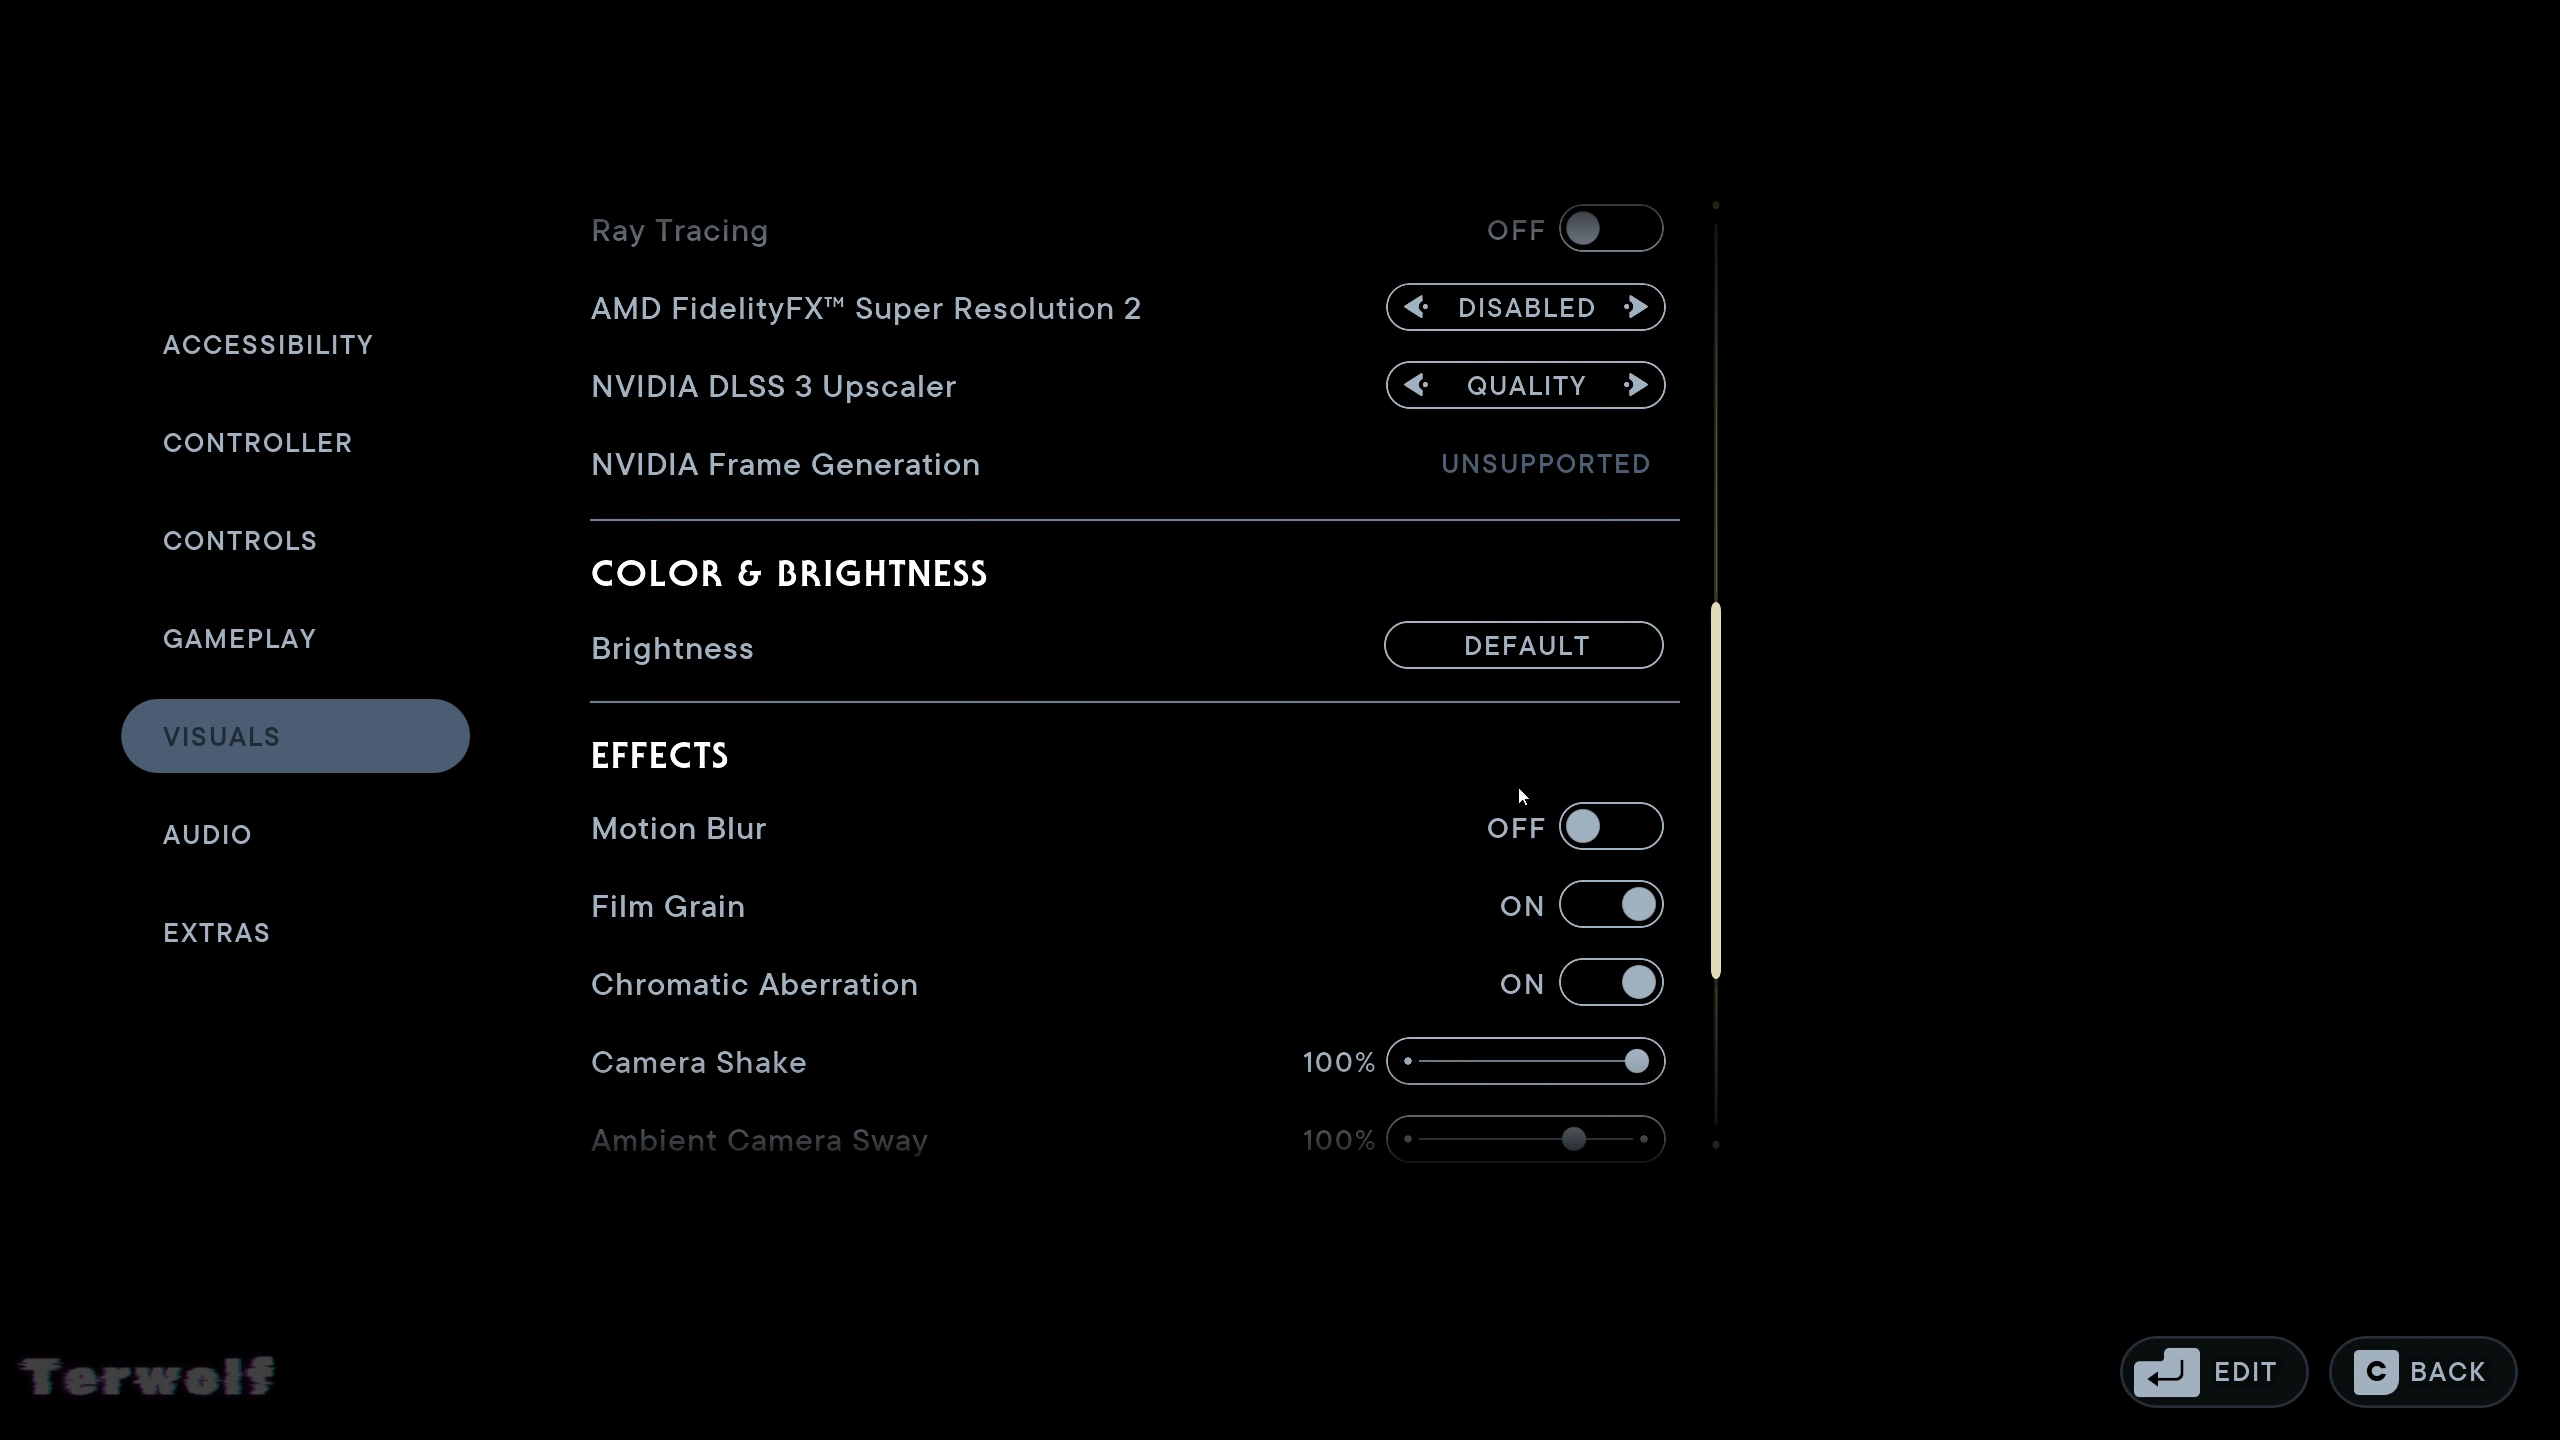 Ray Tracing OFF
AMD FidelityFX™ Super Resolution 2 DISABLED
NVIDIA DLSS 3 Upscaler QUALITY
NVIDIA Frame Generation UNSUPPORTED
COLOR & BRIGHTNESS
Brightness DEFAULT
EFFECTS
Motion Blur OFF
Film Grain ON
Chromatic Aberration ON
Camera Shake 100%
Ambient Camera Sway 100%
ACCESSIBILITY
CONTROLLER
CONTROLS
GAMEPLAY
VISUALS
AUDIO
EXTRAS
Terwolf
EDIT
C BACK